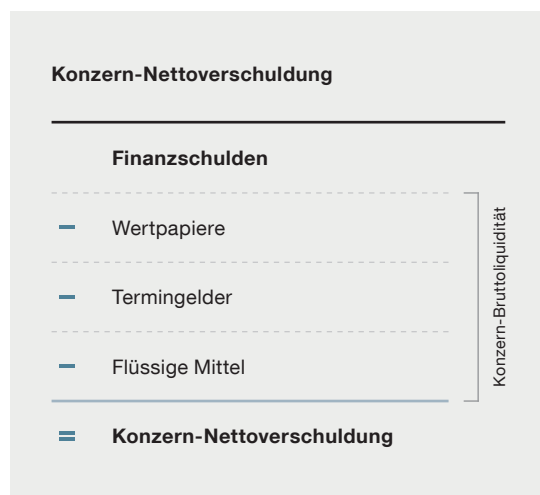 Konzern-Nettoverschuldung
Finanzschulden
– Wertpapiere
– Termingelder
– Flüssige Mittel
= Konzern-Nettoverschuldung
Konzern-Bruttoliquidität